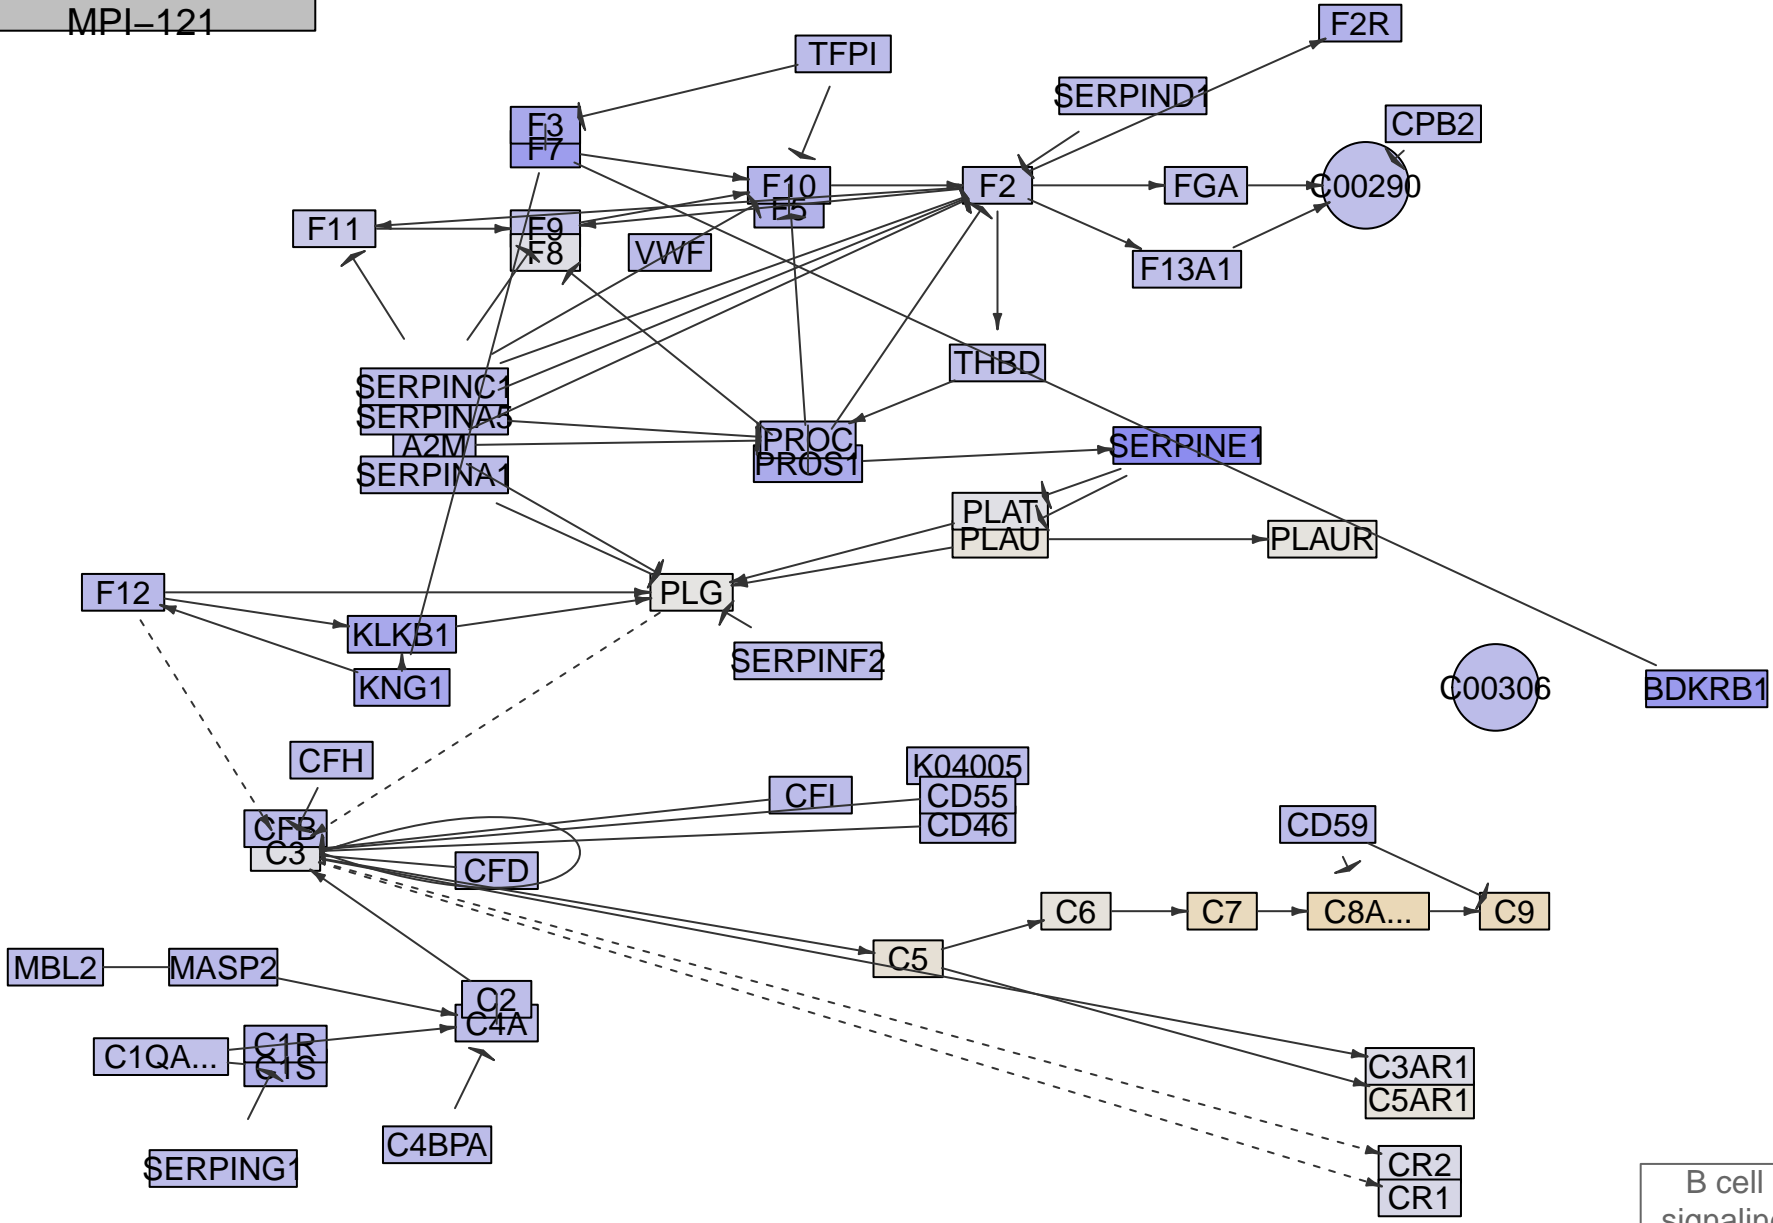 MPI–121
F2R
TFPI
SERPIND1
CPB2
F3
F7
F10
F5
F2
FGA
C00290
F11
F9
F8
VWF
F13A1
THBD
SERPINC1
SERPINA5
A2M
SERPINA1
PROC
PROS1
SERPINE1
PLAT
PLAU
PLAUR
F12
PLG
KLKB1
KNG1
SERPINF2
C00306
BDKRB1
CFH
K04005
CFI
CD55
CD46
CFB
C3
CFD
CD59
C6
C7
C8A...
C9
C5
MBL2
MASP2
C2
C4A
C1QA...
C1R
C1S
C3AR1
C5AR1
C4BPA
SERPING1
CR2
CR1
B cell
signaling